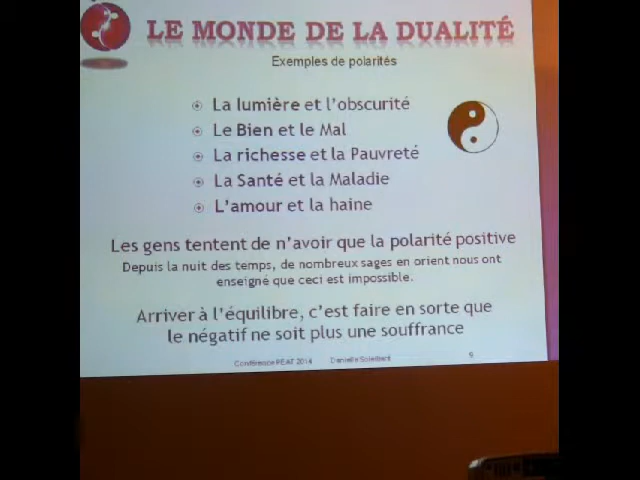 LE MONDE DE LA DUALITÉ
Exemples de polarités
La lumière et l'obscurité
Le Bien et le Mal
La richesse et la Pauvreté
La Santé et la Maladie
L'amour et la haine
Les gens tentent de n'avoir que la polarité positive
Depuis la nuit des temps, de nombreux sages en orient nous ont
enseigné que ceci est impossible.
Arriver à l'équilibre, c'est faire en sorte que
le négatif ne soit plus une souffrance
Conférence PEAT 2014 Danielle 9